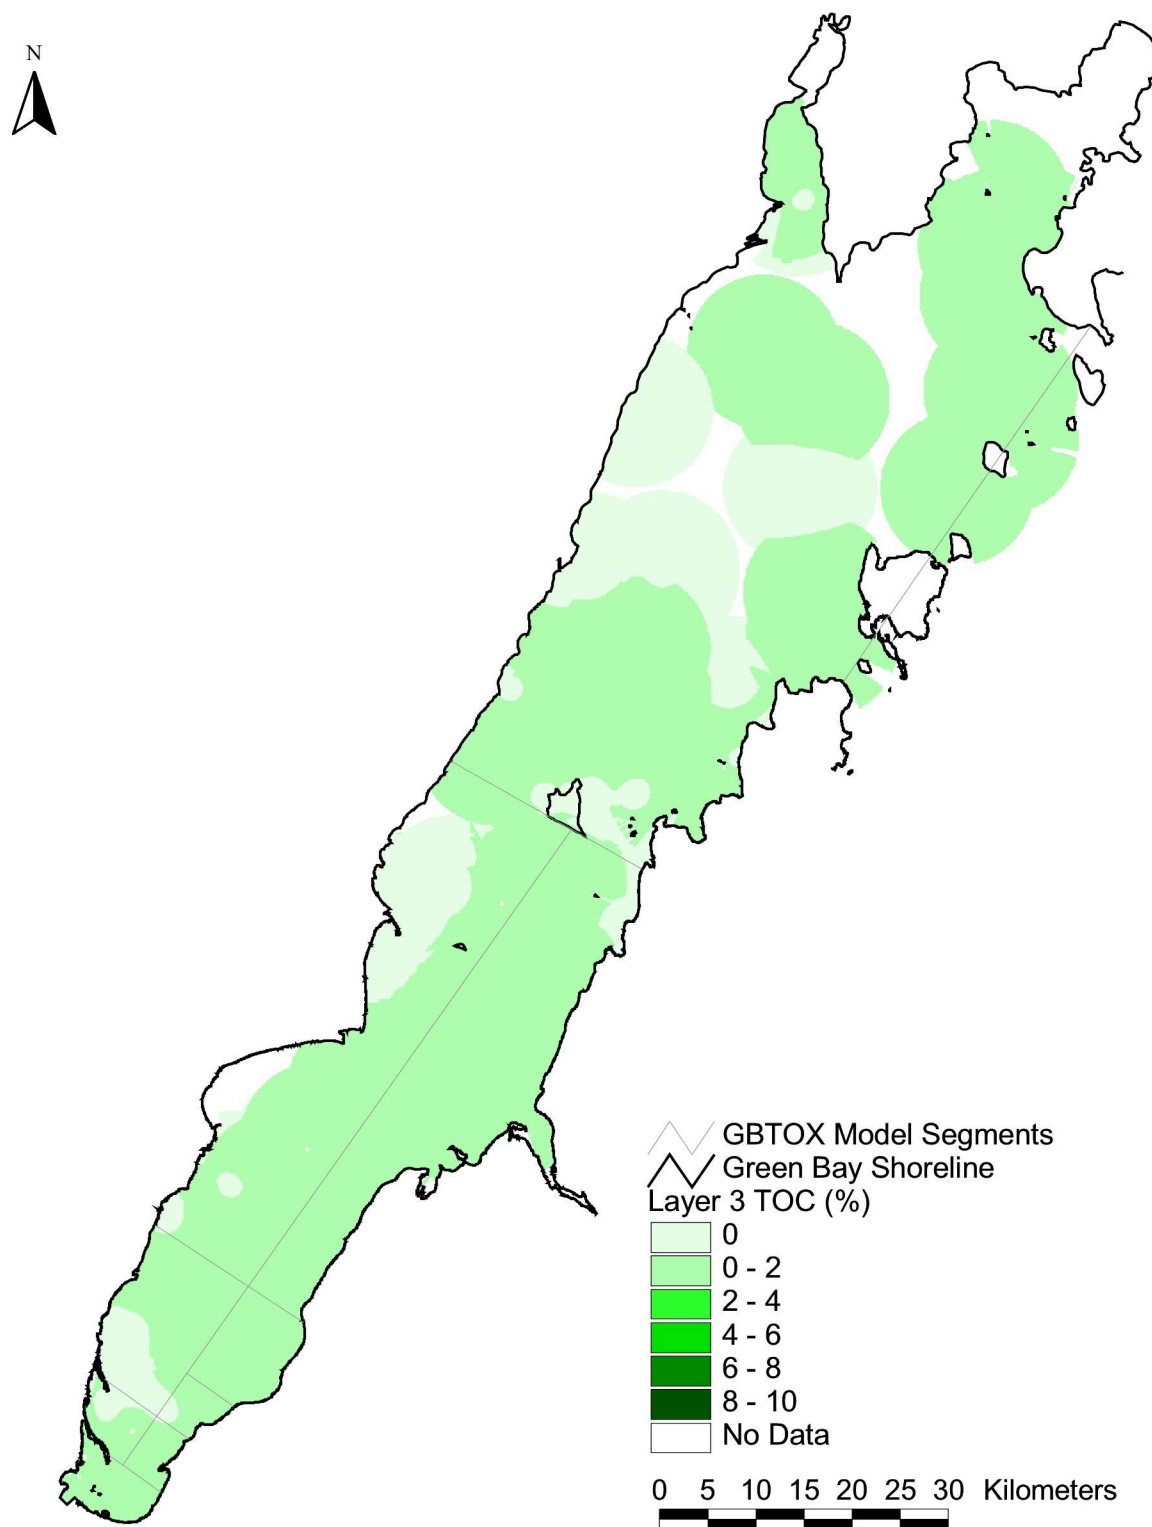 N
GBTOX Model Segments
Green Bay Shoreline
Layer 3 TOC (%)
0
0 - 2
2 - 4
4 - 6
6 - 8
8 - 10
No Data
0 5 10 15 20 25 30 Kilometers